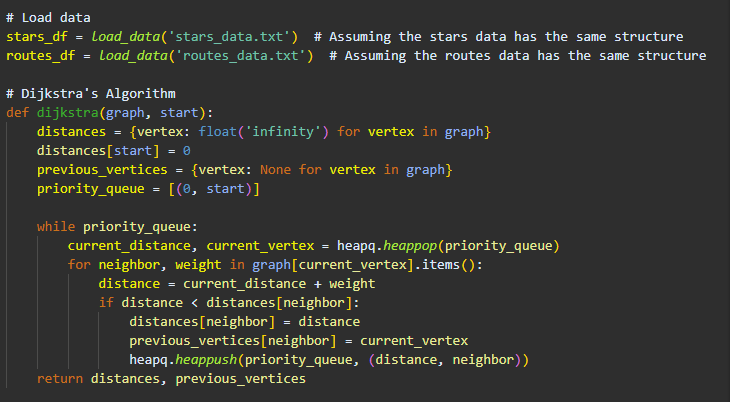 # Load data
stars_df = load_data('stars_data.txt')  # Assuming the stars data has the same structure
routes_df = load_data('routes_data.txt')  # Assuming the routes data has the same structure

# Dijkstra's Algorithm
def dijkstra(graph, start):
    distances = {vertex: float('infinity') for vertex in graph}
    distances[start] = 0
    previous_vertices = {vertex: None for vertex in graph}
    priority_queue = [(0, start)]

    while priority_queue:
        current_distance, current_vertex = heapq.heappop(priority_queue)
        for neighbor, weight in graph[current_vertex].items():
            distance = current_distance + weight
            if distance < distances[neighbor]:
                distances[neighbor] = distance
                previous_vertices[neighbor] = current_vertex
                heapq.heappush(priority_queue, (distance, neighbor))
    return distances, previous_vertices